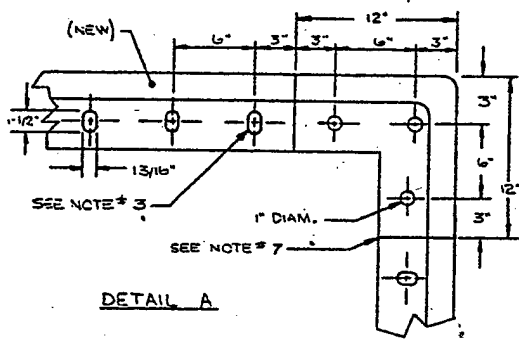 12"
(NEW)
6"
3"
3"
6"
3"
3"
1-1/2"
6"
12"
13/16"
SEE NOTE # 3
1" DIAM.
3"
SEE NOTE # 7
DETAIL A